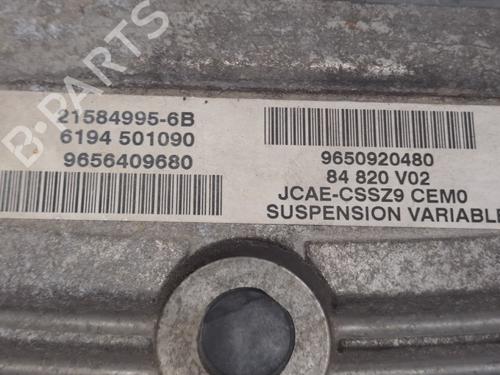 B-PARTS
21584995-6B
6194 501090
9656409680
9650920480
84 820 V02
JCAE-CSSZ9 CEM0
SUSPENSION VARIABLE